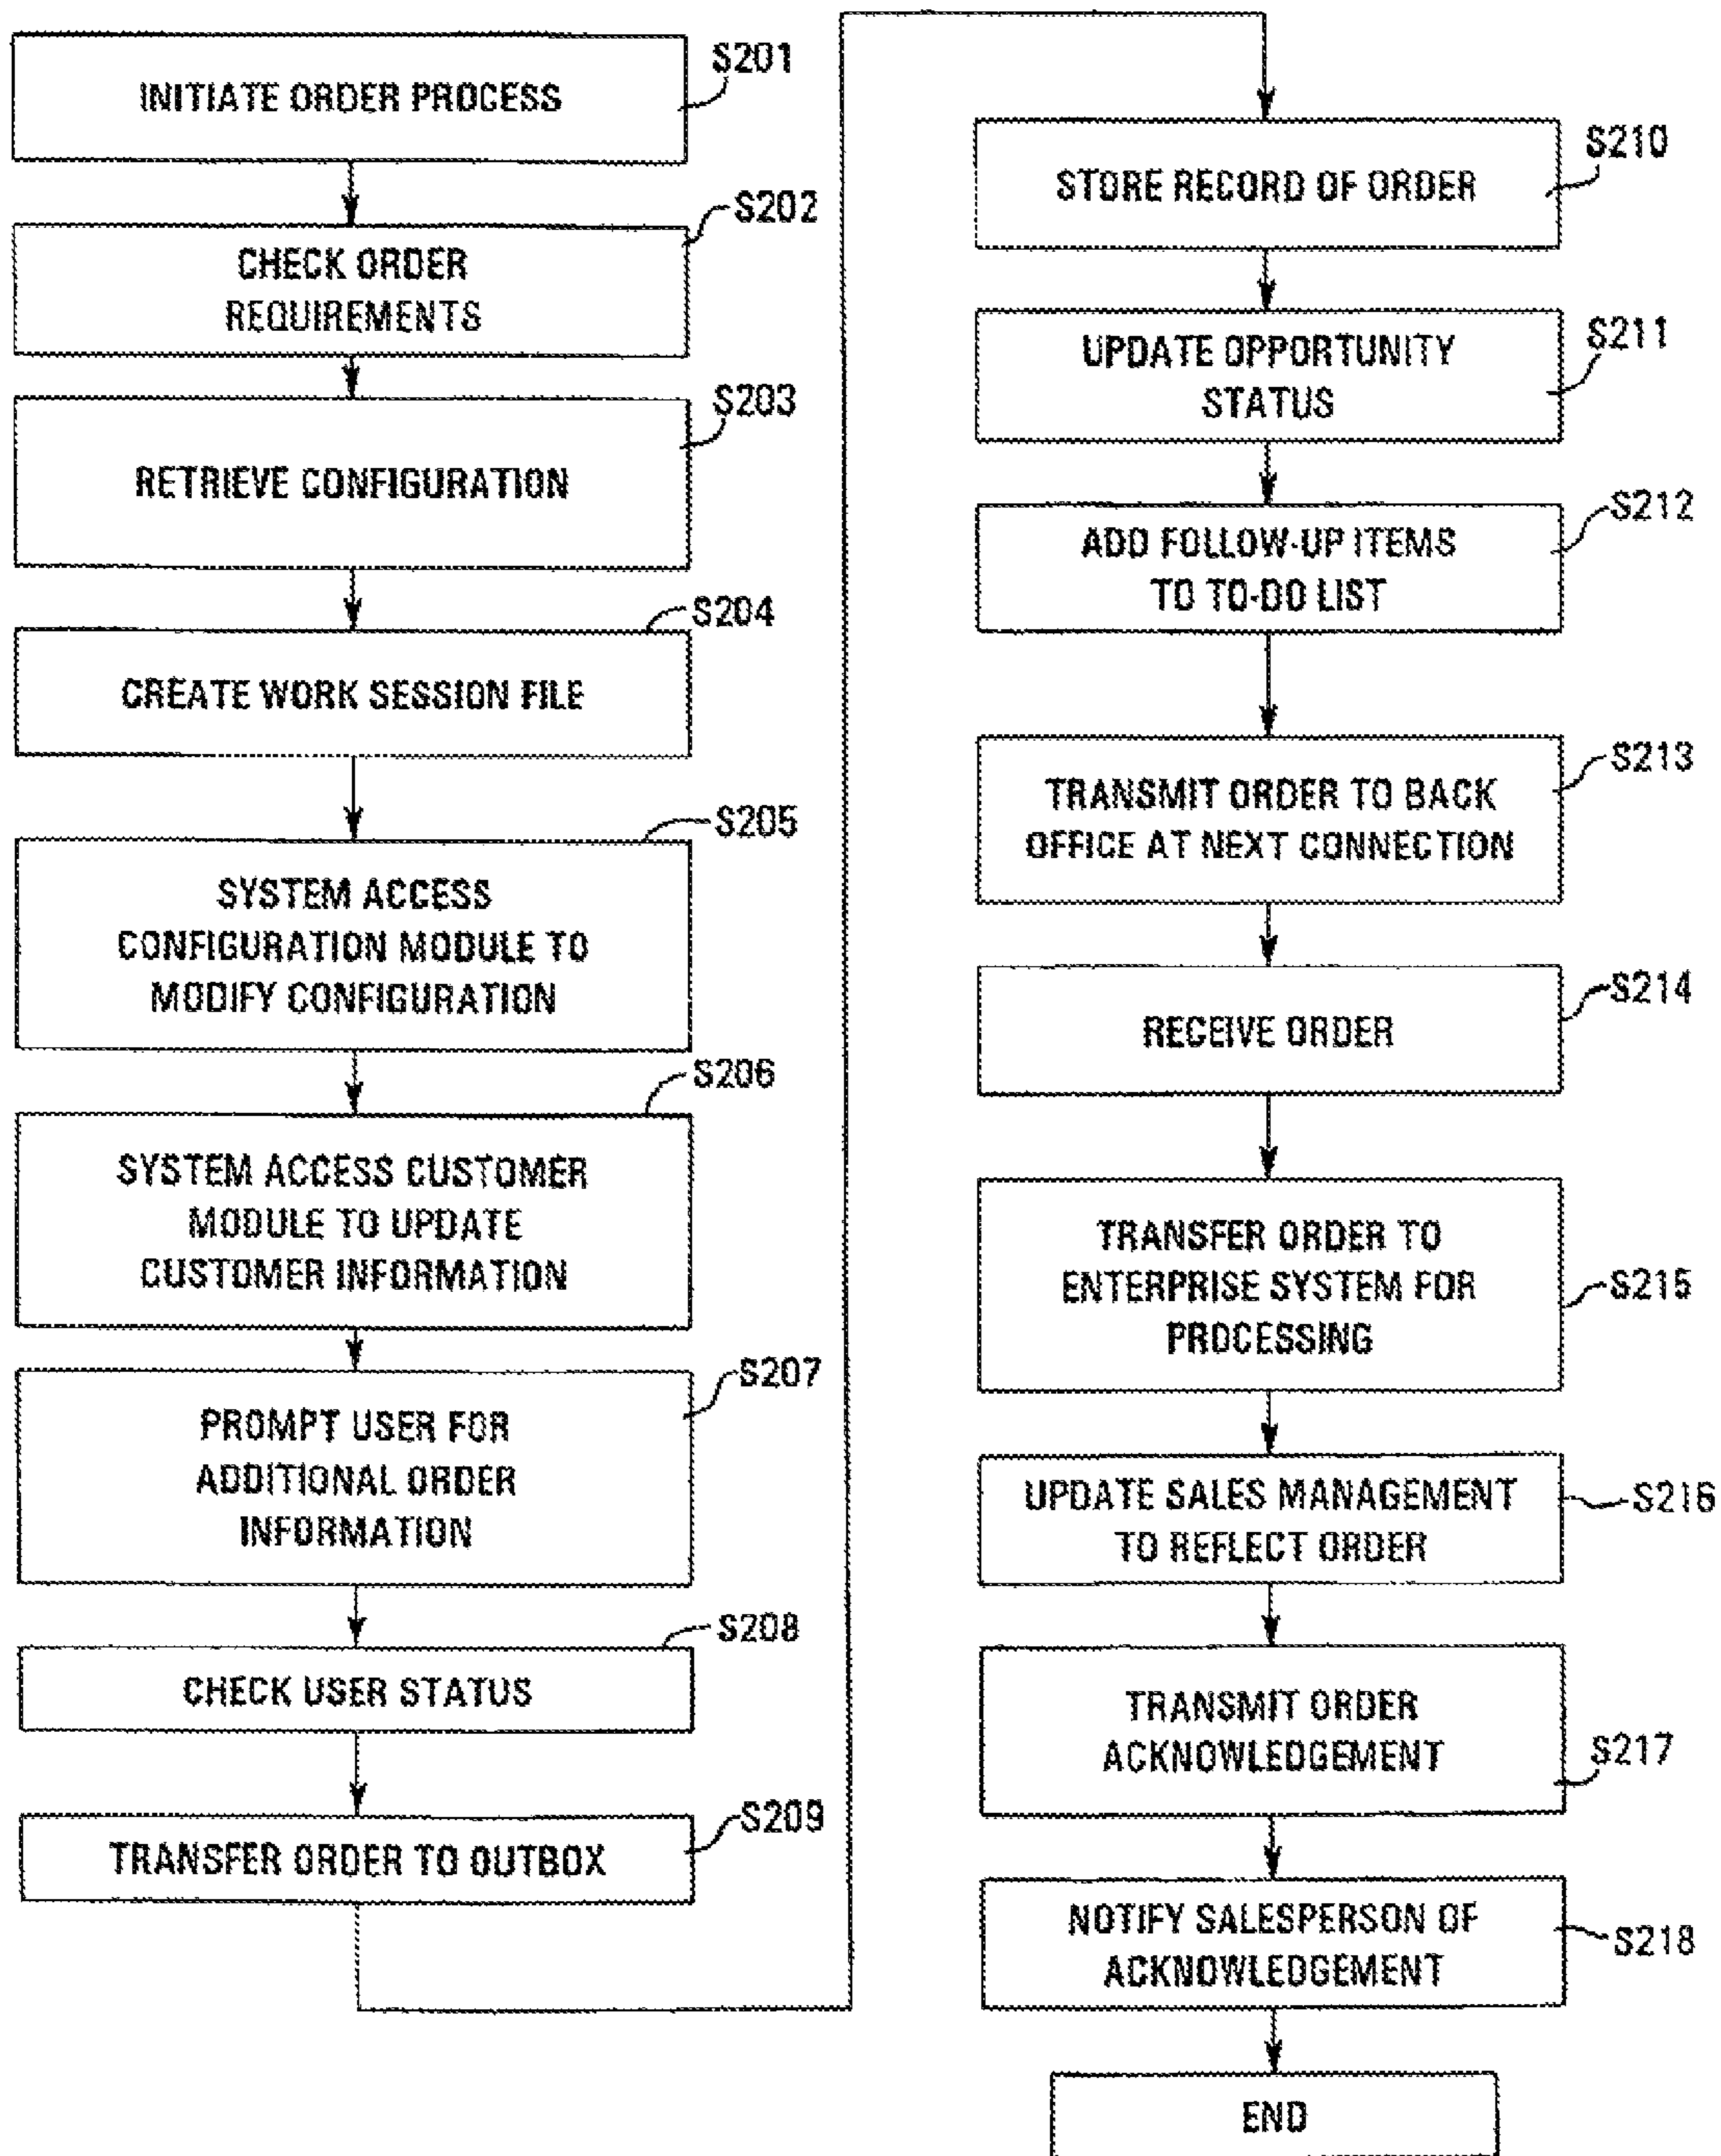 INITIATE ORDER PROCESS
S201
CHECK ORDER
REQUIREMENTS
S202
RETRIEVE CONFIGURATION
S203
CREATE WORK SESSION FILE
S204
SYSTEM ACCESS
CONFIGURATION MODULE TO
MODIFY CONFIGURATION
S205
SYSTEM ACCESS CUSTOMER
MODULE TO UPDATE
CUSTOMER INFORMATION
S206
PROMPT USER FOR
ADDITIONAL ORDER
INFORMATION
S207
CHECK USER STATUS
S208
TRANSFER ORDER TO OUTBOX
S209
STORE RECORD OF ORDER
S210
UPDATE OPPORTUNITY
STATUS
S211
ADD FOLLOW-UP ITEMS
TO TO-DO LIST
S212
TRANSMIT ORDER TO BACK
OFFICE AT NEXT CONNECTION
S213
RECEIVE ORDER
S214
TRANSFER ORDER TO
ENTERPRISE SYSTEM FOR
PROCESSING
S215
UPDATE SALES MANAGEMENT
TO REFLECT ORDER
S216
TRANSMIT ORDER
ACKNOWLEDGEMENT
S217
NOTIFY SALESPERSON OF
ACKNOWLEDGEMENT
S218
END